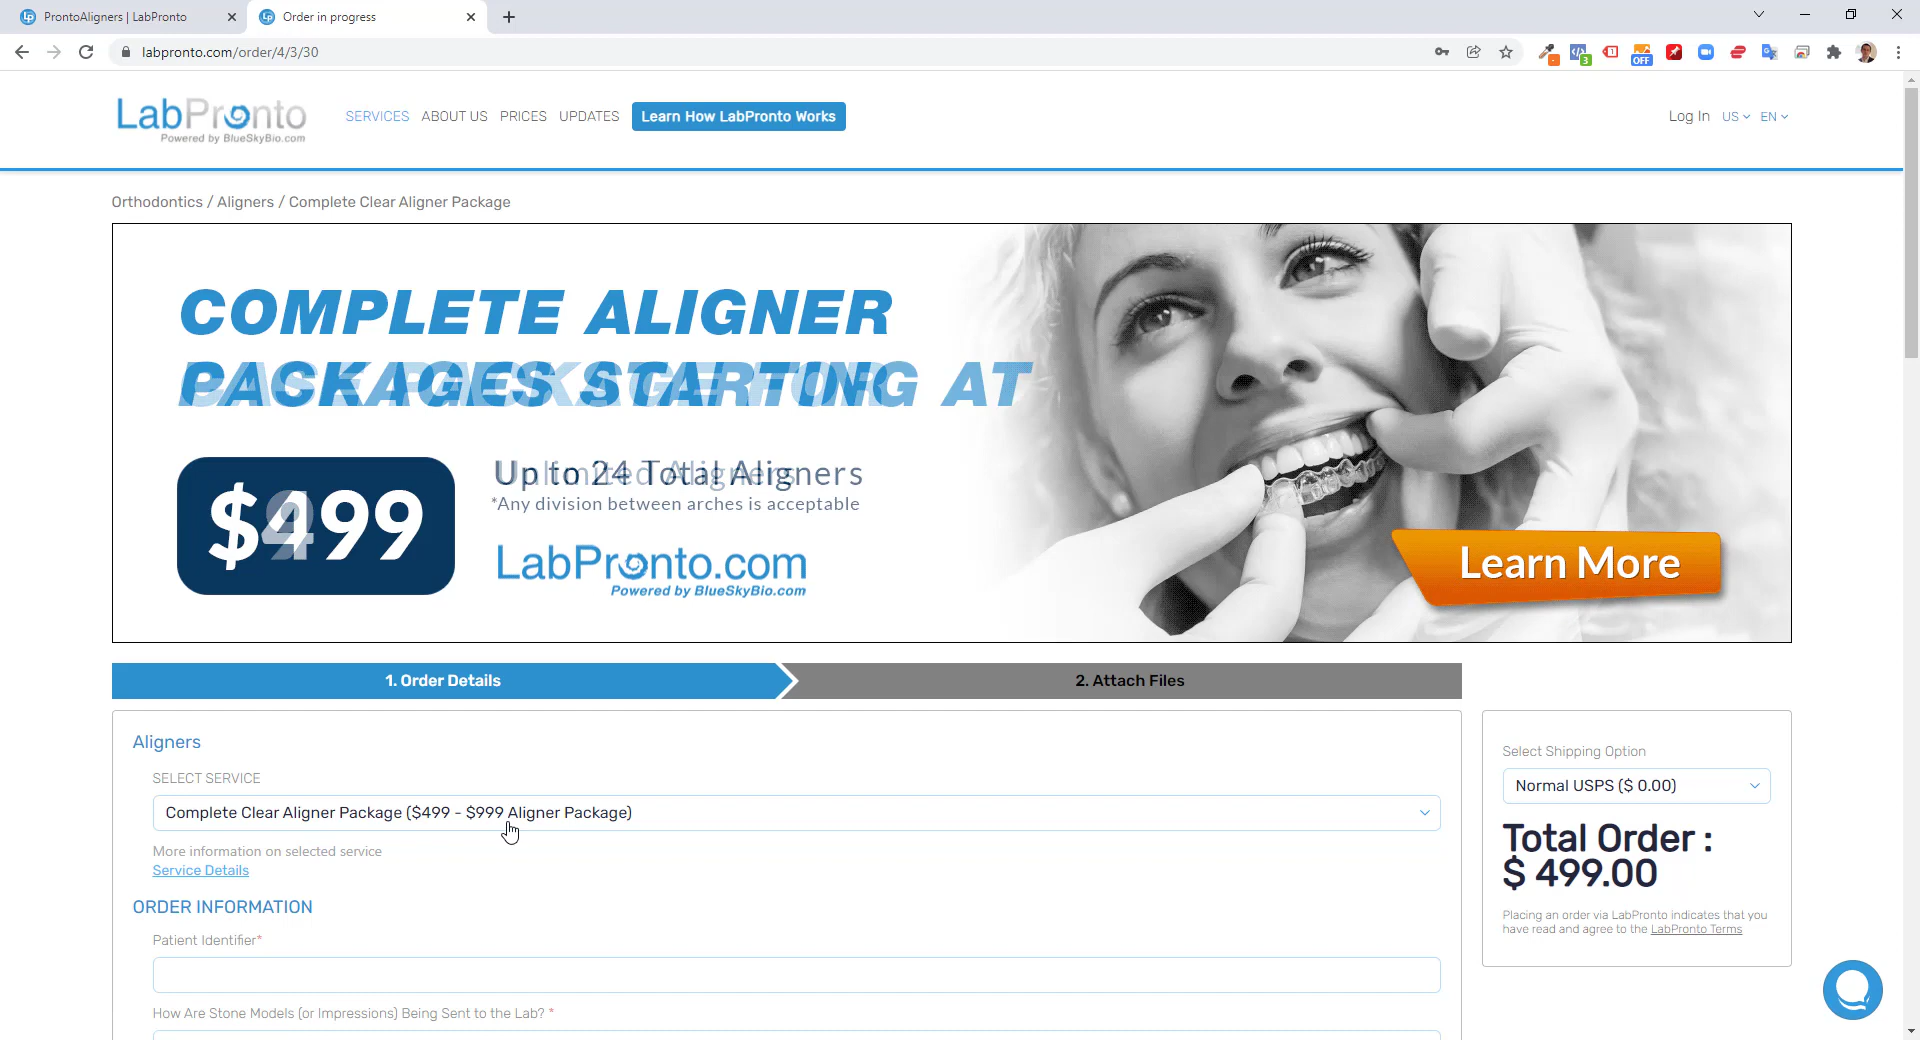 ProntoAligners | LabPronto
Order in progress
labpronto.com/order/4/3/30
3
1
OFF
LabPronto
Powered by BlueSkyBio.com
SERVICES ABOUT US PRICES UPDATES Learn How LabPronto Works
Log In US EN
Orthodontics / Aligners / Complete Clear Aligner Package
COMPLETE ALIGNER
PACKAGES STARTING AT
$499
Up to 24 Total Aligners
*Any division between arches is acceptable
LabPronto.com
Powered by BlueSkyBio.com
Learn More
1. Order Details
2. Attach Files
Aligners
SELECT SERVICE
Complete Clear Aligner Package ($499 - $999 Aligner Package)
More information on selected service
Service Details
ORDER INFORMATION
Patient Identifier*
How Are Stone Models (or Impressions) Being Sent to the Lab? *
Select Shipping Option
Normal USPS ($ 0.00)
Total Order :
$ 499.00
Placing an order via LabPronto indicates that you
have read and agree to the LabPronto Terms